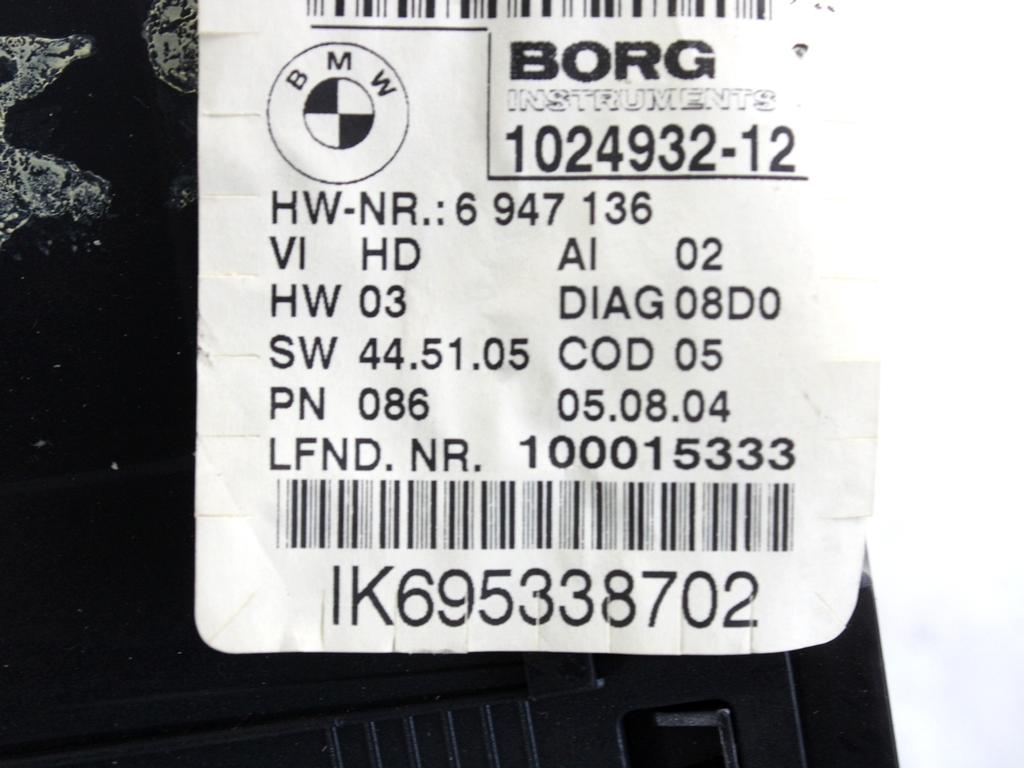 BMW
BORG
INSTRUMENTS
1024932-12
HW-NR.: 6 947 136
VI HD AI 02
HW 03 DIAG 08D0
SW 44.51.05 COD 05
PN 086 05.08.04
LFND. NR. 100015333
IK695338702